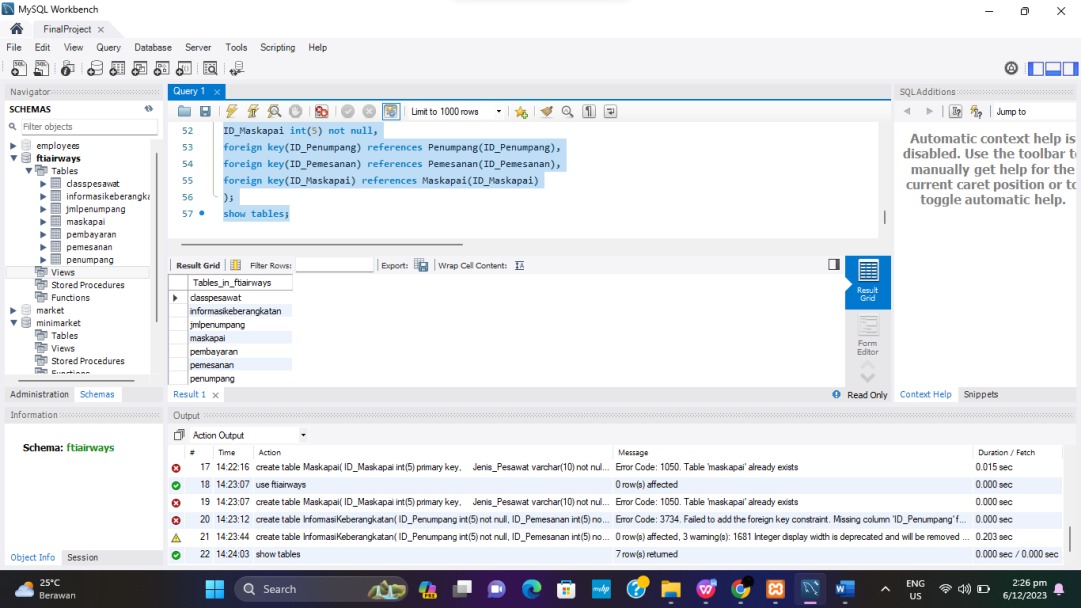 MySQL Workbench
FinalProject
File Edit View Query Database Server Tools Scripting Help
Navigator
SCHEMAS
Filter objects
employees
ftiairways
Tables
classpesawat
informasikeberangka
jmlpenumpang
maskapai
pembayaran
pemesanan
penumpang
Views
Stored Procedures
Functions
market
minimarket
Tables
Views
Stored Procedures
Functions
Administration Schemas
Information
Schema: ftiairways
Object Info Session
Query 1
Limit to 1000 rows
52 ID_Maskapai int(5) not null,
53 foreign key(ID_Penumpang) references Penumpang(ID_Penumpang),
54 foreign key(ID_Pemesanan) references Pemesanan(ID_Pemesanan),
55 foreign key(ID_Maskapai) references Maskapai(ID_Maskapai)
56 );
57 show tables;
Result Grid Filter Rows: Export: Wrap Cell Content:
Tables_in_ftiairways
classpesawat
informasikeberangkatan
jmlpenumpang
maskapai
pembayaran
pemesanan
penumpang
Result Grid
Form Editor
Result 1
Read Only
SQLAdditions
Jump to
Automatic context help is
disabled. Use the toolbar t
manually get help for the
current caret position or to
toggle automatic help.
Context Help Snippets
Output
Action Output
# Time Action Message Duration / Fetch
17 14:22:16 create table Maskapai( ID_Maskapai int(5) primary key, Jenis_Pesawat varchar(10) not nul... Error Code: 1050. Table 'maskapai' already exists 0.015 sec
18 14:23:07 use ftiairways 0 row(s) affected 0.000 sec
19 14:23:07 create table Maskapai( ID_Maskapai int(5) primary key, Jenis_Pesawat varchar(10) not nul... Error Code: 1050. Table 'maskapai' already exists 0.000 sec
20 14:23:12 create table InformasiKeberangkatan( ID_Penumpang int(5) not null, ID_Pemesanan int(5) no... Error Code: 3734. Failed to add the foreign key constraint. Missing column 'ID_Penumpang' f... 0.000 sec
21 14:23:44 create table InformasiKeberangkatan( ID_Penumpang int(5) not null, ID_Pemesanan int(5) no... 0 row(s) affected, 3 warning(s): 1681 Integer display width is deprecated and will be removed ... 0.203 sec
22 14:24:03 show tables 7 row(s) returned 0.000 sec / 0.000 sec
25°C
Berawan
Search
ENG
US
2:26 pm
6/12/2023